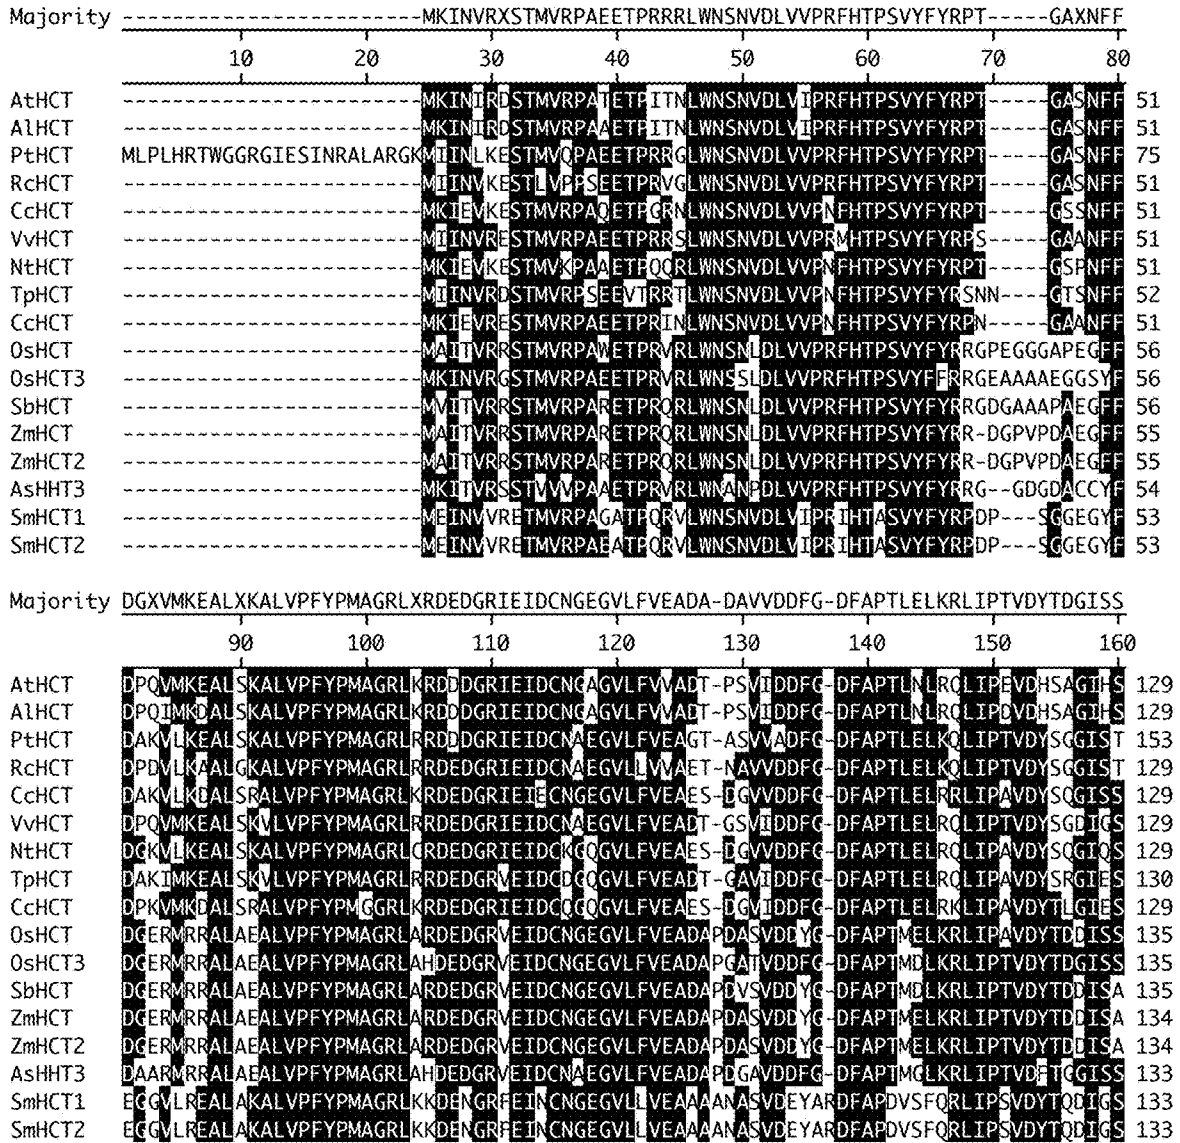 Majority ------------------------MKINVRXSTMVRPAEETPRRRLWNSNVDLVVPRFHTPSVYFYRPT-----GAXNFF
10 20 30 40 50 60 70 80
AtHCT ------------------------MKINIRDSTMVRPATETPITNLWNSNVDLVIPRFHTPSVYFYRPT-----GASNFF 51
AlHCT ------------------------MKINIRDSTMVRPAAETPITNLWNSNVDLVIPRFHTPSVYFYRPT-----GASNFF 51
PtHCT MLPLHRTWGGRGIESINRALARGKMIINLKESTMVQPAEETPRRGLWNSNVDLVVPRFHTPSVYFYRPT-----GASNFF 75
RcHCT ------------------------MIINVKESTLVPPSEETPRVGLWNSNVDLVVPRFHTPSVYFYRPT-----GASNFF 51
CcHCT ------------------------MKIEVKESTMVRPAQETPGRNLWNSNVDLVVPNFHTPSVYFYRPT-----GSSNFF 51
VvHCT ------------------------MIINVRESTMVRPAEETPRRSLWNSNVDLVVPRMHTPSVYFYRPS-----GAANFF 51
NtHCT ------------------------MKIEVKESTMVKPAAETPQQRLWNSNVDLVVPNFHTPSVYFYRPT-----GSPNFF 51
TpHCT ------------------------MIINVRDSTMVRPSEEVTRRTLWNSNVDLVVPNFHTPSVYFYRSNN----GTSNFF 52
CcHCT ------------------------MKIEVRESTMVRPAEETPRINLWNSNVDLVVPNFHTPSVYFYRPN-----GAANFF 51
OsHCT ------------------------MAITVRRSTMVRPAWETPRVRLWNSNLDLVVPRFHTPSVYFYRRGPEGGGAPEGFF 56
OsHCT3 ------------------------MKINVRGSTMVRPAEETPRVRLWNSSLDLVVPRFHTPSVYFFRRGEAAAAEGGSYF 56
SbHCT ------------------------MVITVRRSTMVRPARETPRQRLWNSNLDLVVPRFHTPSVYFYRRGDGAAAPAEGFF 56
ZmHCT ------------------------MAITVRRSTMVRPARETPRQRLWNSNLDLVVPRFHTPSVYFYRR-DGPVPDAEGFF 55
ZmHCT2 ------------------------MAITVRRSTMVRPARETPRQRLWNSNLDLVVPRFHTPSVYFYRR-DGPVPDAEGFF 55
AsHHT3 ------------------------MKITVRSSTVVVPAAETPRVRLWNANPDLVVPRFHTPSVYFYRRG--GDGDACCYF 54
SmHCT1 ------------------------MEINVVRETMVRPAGATPQRVLWNSNVDLVIPRIHTASVYFYRPDP---SGGEGYF 53
SmHCT2 ------------------------MEINVVRETMVRPAEATPQRVLWNSNVDLVIPRIHTASVYFYRPDP---SGGEGYF 53
Majority DGXVMKEALXKALVPFYPMAGRLXRDEDGRIEIDCNGEGVLFVEADA-DAVVDDFG-DFAPTLELKRLIPTVDYTDGISS
90 100 110 120 130 140 150 160
AtHCT DPQVMKEALSKALVPFYPMAGRLKRDDDGRIEIDCNGAGVLFVVADT-PSVIDDFG-DFAPTLNLRQLIPEVDHSAGIHS 129
AlHCT DPQIMKDALSKALVPFYPMAGRLKRDDDGRIEIDCNGAGVLFVVADT-PSVIDDFG-DFAPTLNLRQLIPDVDHSAGIHS 129
PtHCT DAKVLKEALSKALVPFYPMAGRLKRDDDGRIEIDCNAEGVLFVEAGT-ASVVADFG-DFAPTLELKQLIPTVDYSGGIST 153
RcHCT DPDVLKAALGKALVPFYPMAGRLKRDEDGRIEIDCNAEGVLLVVAET-NAVVDDFG-DFAPTLELKQLIPTVDYSGGIST 129
CcHCT DAKVLKDALSRALVPFYPMAGRLKRDEDGRIEIECNGEGVLFVEAES-DGVVDDFG-DFAPTLELRRLIPAVDYSQGISS 129
VvHCT DPQVMKEALSKVLVPFYPMAGRLRRDEDGRIEIDCNAEGVLFVEADT-GSVIDDFG-DFAPTLELRQLIPTVDYSGDIGS 129
NtHCT DGKVLKEALSKALVPFYPMAGRLCRDEDGRIEIDCKGQGVLFVEAES-DGVVDDFG-DFAPTLELRQLIPAVDYSQGIQS 129
TpHCT DAKIMKEALSKVLVPFYPMAGRLRRDEDGRVEIDCDGQGVLFVEADT-GAVIDDFG-DFAPTLELRQLIPAVDYSRGIES 130
CcHCT DPKVMKDALSRALVPFYPMGGRLKRDEDGRIEIDCQGQGVLFVEAES-DGVIDDFG-DFAPTLELRKLIPAVDYTLGIES 129
OsHCT DGERMRRALAEALVPFYPMAGRLARDEDGRVEIDCNGEGVLFVEADAPDASVDDYG-DFAPTMELKRLIPAVDYTDDISS 135
OsHCT3 DGERMRRALAEALVPFYPMAGRLAHDEDGRVEIDCNGEGVLFVEADAPGATVDDFG-DFAPTMDLKRLIPTVDYTDGISS 135
SbHCT DGERMRRALAEALVPFYPMAGRLARDEDGRVEIDCNGEGVLFVEADAPDVSVDDYG-DFAPTMDLKRLIPTVDYTDDISA 135
ZmHCT DGERMRRALAEALVPFYPMAGRLARDEDGRVEIDCNGEGVLFVEADAPDASVDDYG-DFAPTMELKRLIPTVDYTDDISA 134
ZmHCT2 DGERMRRALAEALVPFYPMAGRLARDEDGRVEIDCNGEGVLFVEADAPDASVDDYG-DFAPTMELKRLIPTVDYTDDISA 134
AsHHT3 DAARMRRALAEALVPFYPMAGRLAHDEDGRVEIDCNAEGVLFVEADAPDGAVDDFG-DFAPTMGLKRLIPTVDFTGGISS 133
SmHCT1 EGGVLREALAKALVPFYPMAGRLKKDENGRFEINCNGEGVLLVEAAAANASVDEYARDFAPDVSFQRLIPSVDYTQDIGS 133
SmHCT2 EGGVLREALAKALVPFYPMAGRLKKDENGRFEINCNGEGVLLVEAAAANASVDEYARDFAPDVSFQRLIPSVDYTQDIGS 133